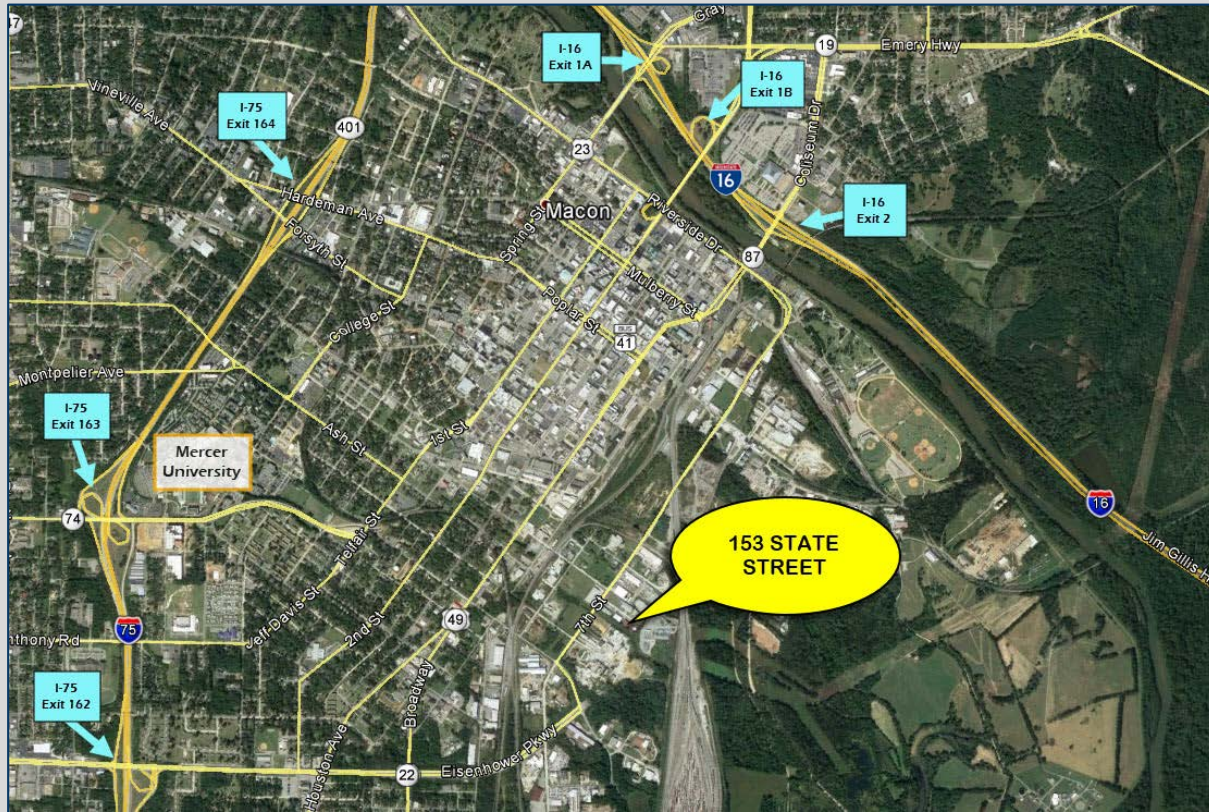 47
Gray
I-16
Exit 1A
19
Emery Hwy
I-16
Exit 1B
Vineville Ave
I-75
Exit 164
401
23
Coliseum Dr
16
I-16
Exit 2
Hardeman Ave
Spring St
Macon
Riverside Dr
Forsyth St
87
Mulberry St
Poplar St
College St
BUS
41
Montpelier Ave
I-75
Exit 163
Ash St
1st St
Mercer
University
74
16
Jim Gillis H
153 STATE
STREET
Telfair St
Jeff Davis St
2nd St
49
7th St
75
nthony Rd
I-75
Exit 162
Broadway
Houston Ave
22
Eisenhower Pkwy